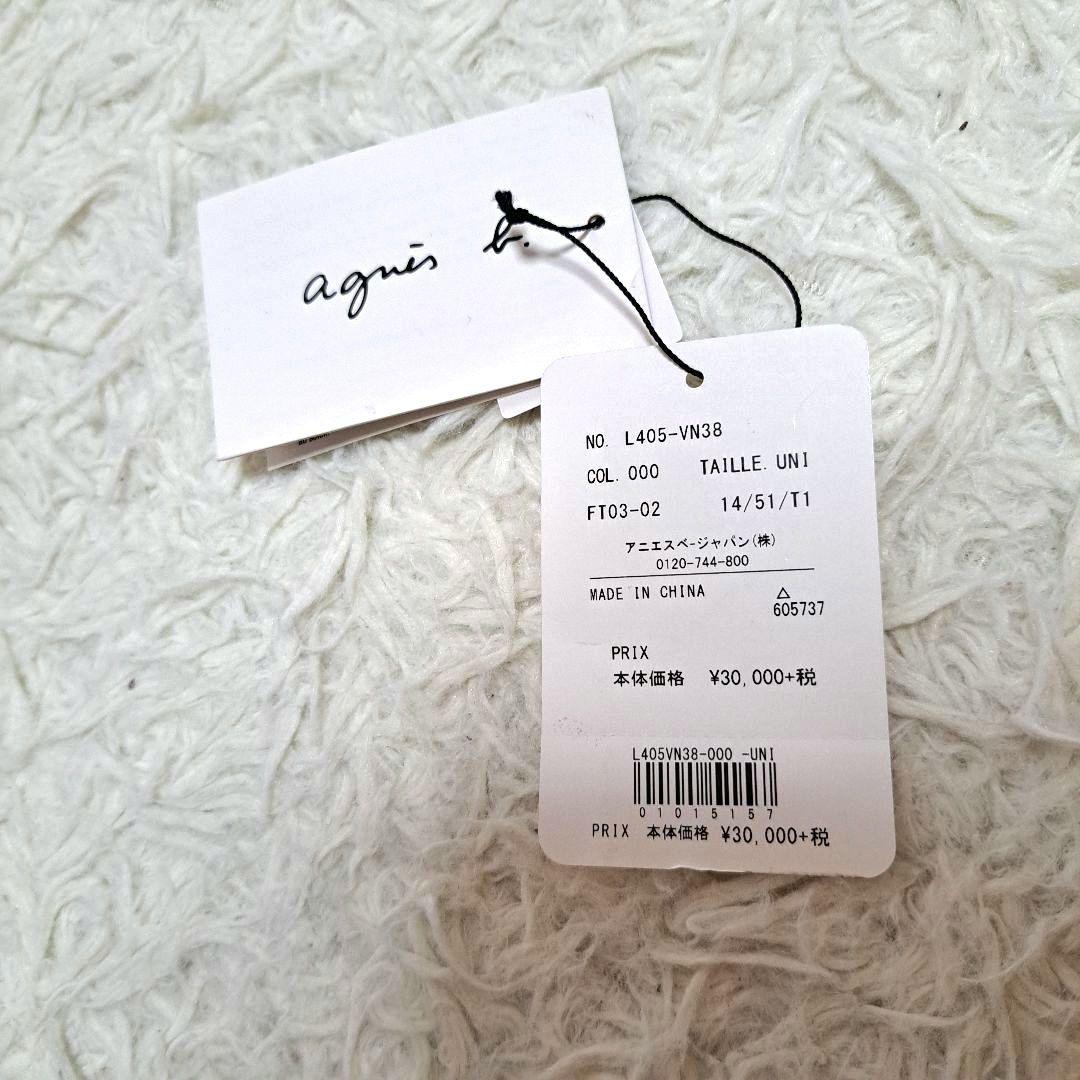 agnès b.
NO. L405-VN38
COL. 000 TAILLE. UNI
FT03-02 14/51/T1
アニエスベージャパン(株)
0120-744-800
MADE IN CHINA △
605737
PRIX
本体価格 ¥30,000+税
L405VN38-000 -UNI
01015157
PRIX 本体価格 ¥30,000+税